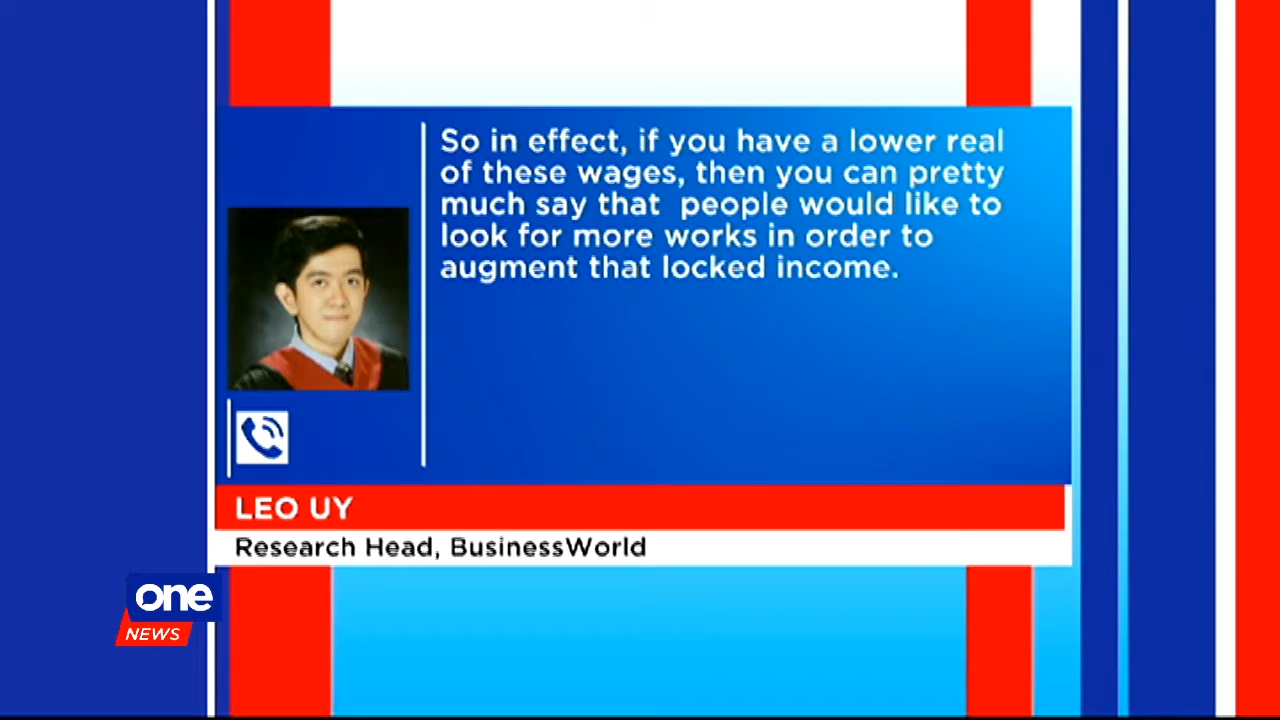 So in effect, if you have a lower real
of these wages, then you can pretty
much say that  people would like to
look for more works in order to
augment that locked income.
LEO UY
Research Head, BusinessWorld
one
NEWS